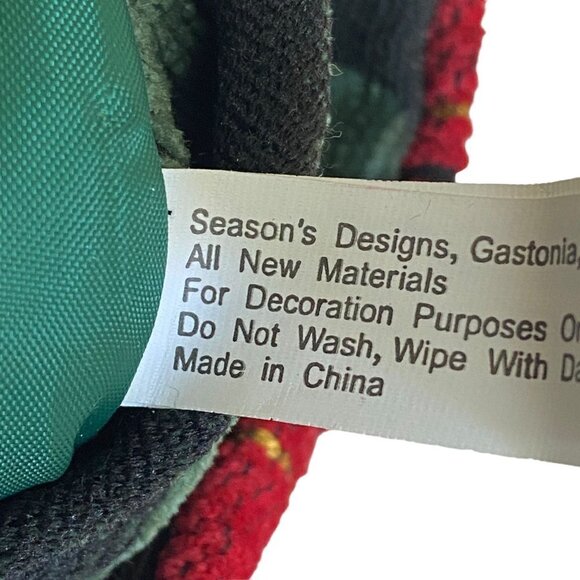 Season's Designs, Gastonia,
All New Materials
For Decoration Purposes
Do Not Wash, Wipe With
Made in China